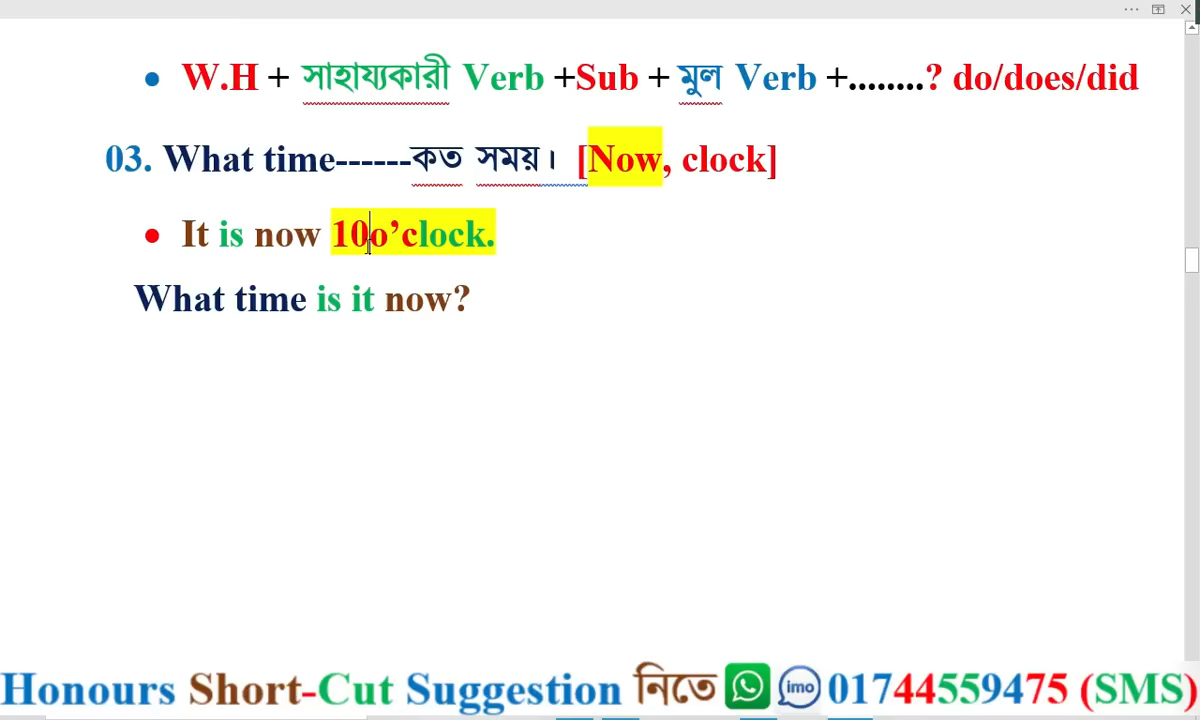 • W.H + সাহায্যকারী Verb +Sub + মুল Verb +........? do/does/did
03. What time------কত সময়। [Now, clock]
• It is now 10o’clock.
What time is it now?
Honours Short-Cut Suggestion নিতে imo 01744559475 (SMS)